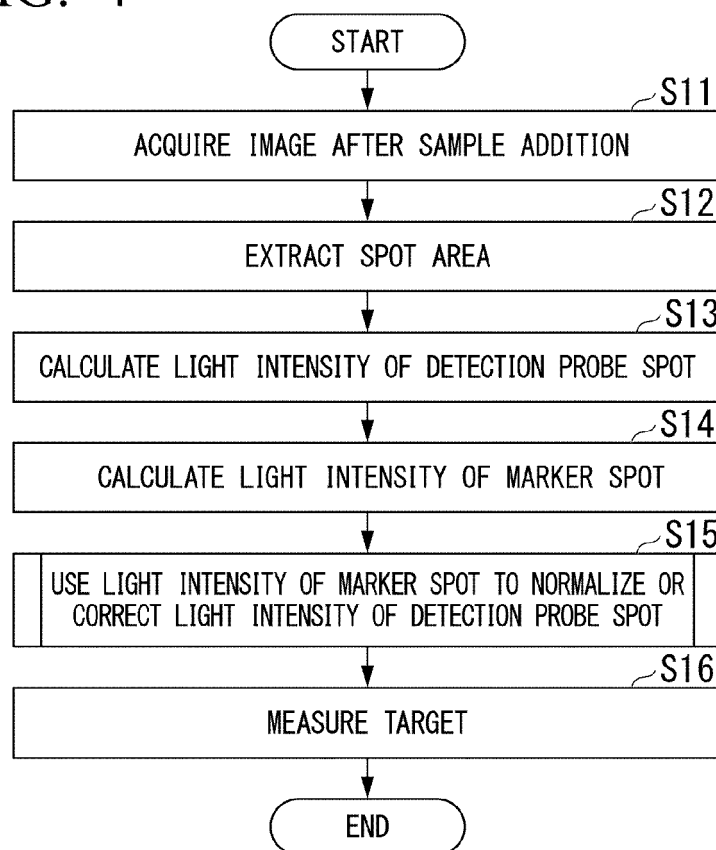 START
S11
ACQUIRE IMAGE AFTER SAMPLE ADDITION
S12
EXTRACT SPOT AREA
S13
CALCULATE LIGHT INTENSITY OF DETECTION PROBE SPOT
S14
CALCULATE LIGHT INTENSITY OF MARKER SPOT
S15
USE LIGHT INTENSITY OF MARKER SPOT TO NORMALIZE OR
CORRECT LIGHT INTENSITY OF DETECTION PROBE SPOT
S16
MEASURE TARGET
END